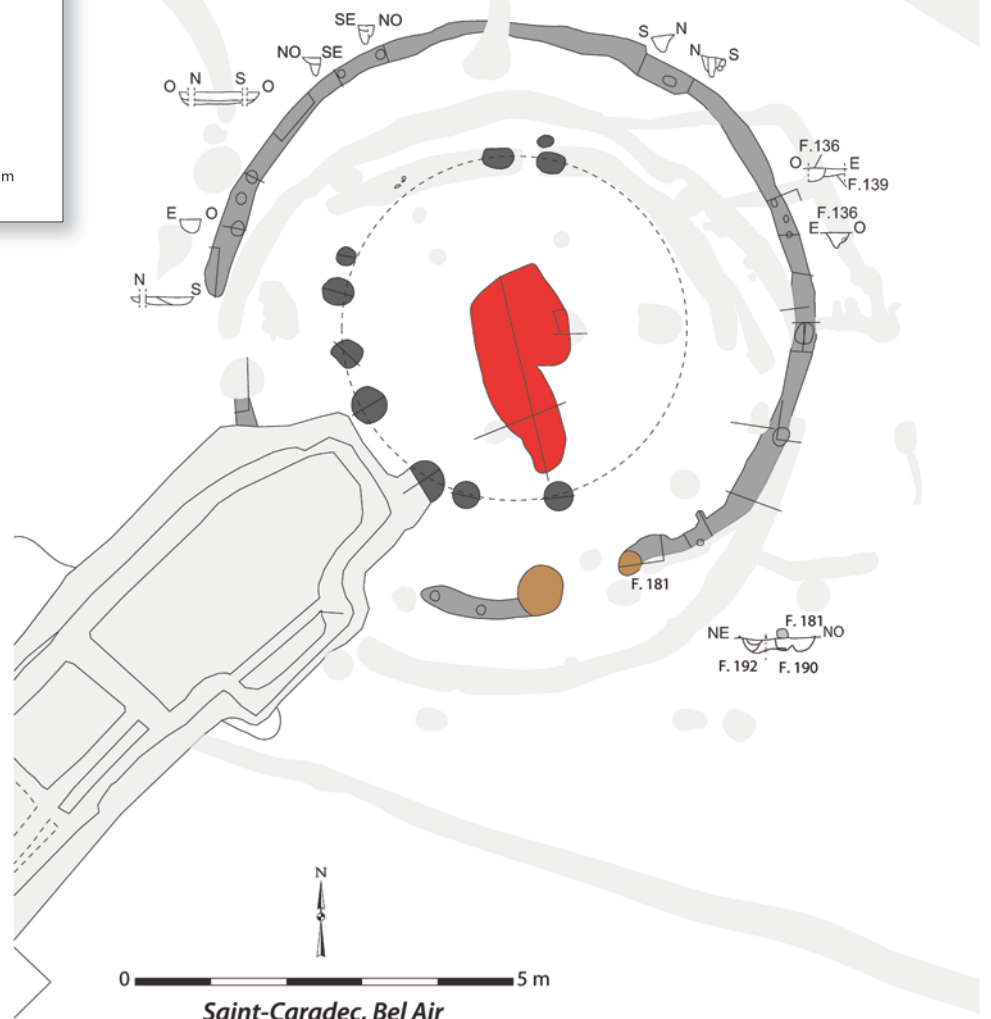 SE NO
S N
NO SE
N S
O N S O
m
F.136
O E
F.139
E O
F.136
E O
N S
F. 181
F. 181
NE NO
F. 192 F. 190
N
0 5 m
Saint-Caradec, Bel Air